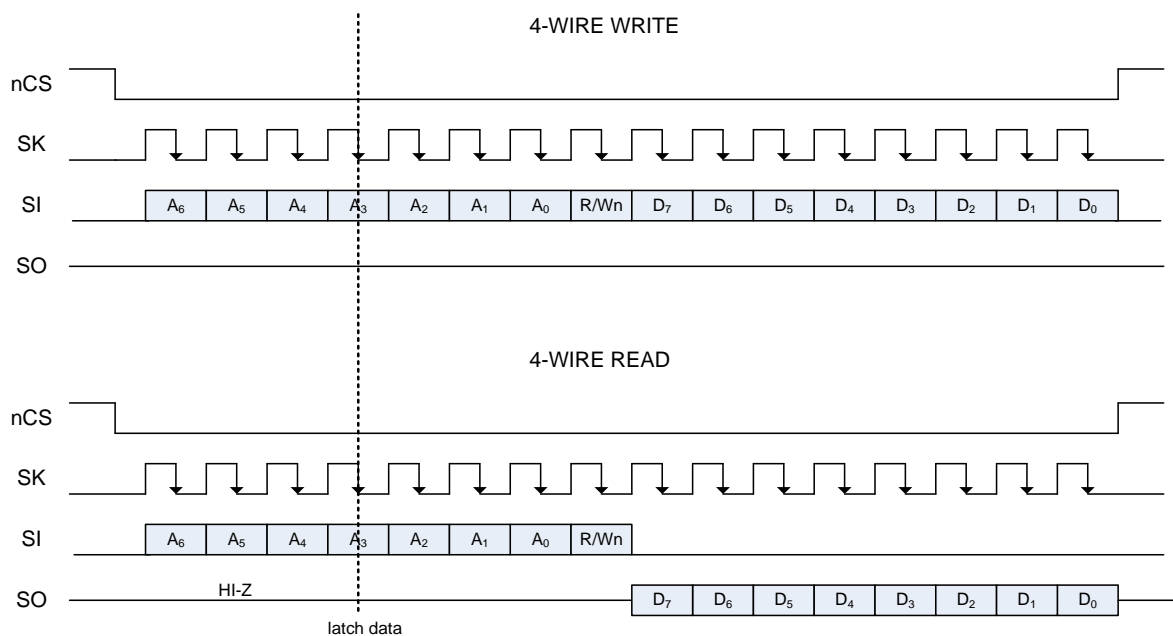 4-WIRE WRITE
nCS
SK
SI A6 A5 A4 A3 A2 A1 A0 R/Wn D7 D6 D5 D4 D3 D2 D1 D0
SO
4-WIRE READ
nCS
SK
SI A6 A5 A4 A3 A2 A1 A0 R/Wn
HI-Z
SO D7 D6 D5 D4 D3 D2 D1 D0
latch data